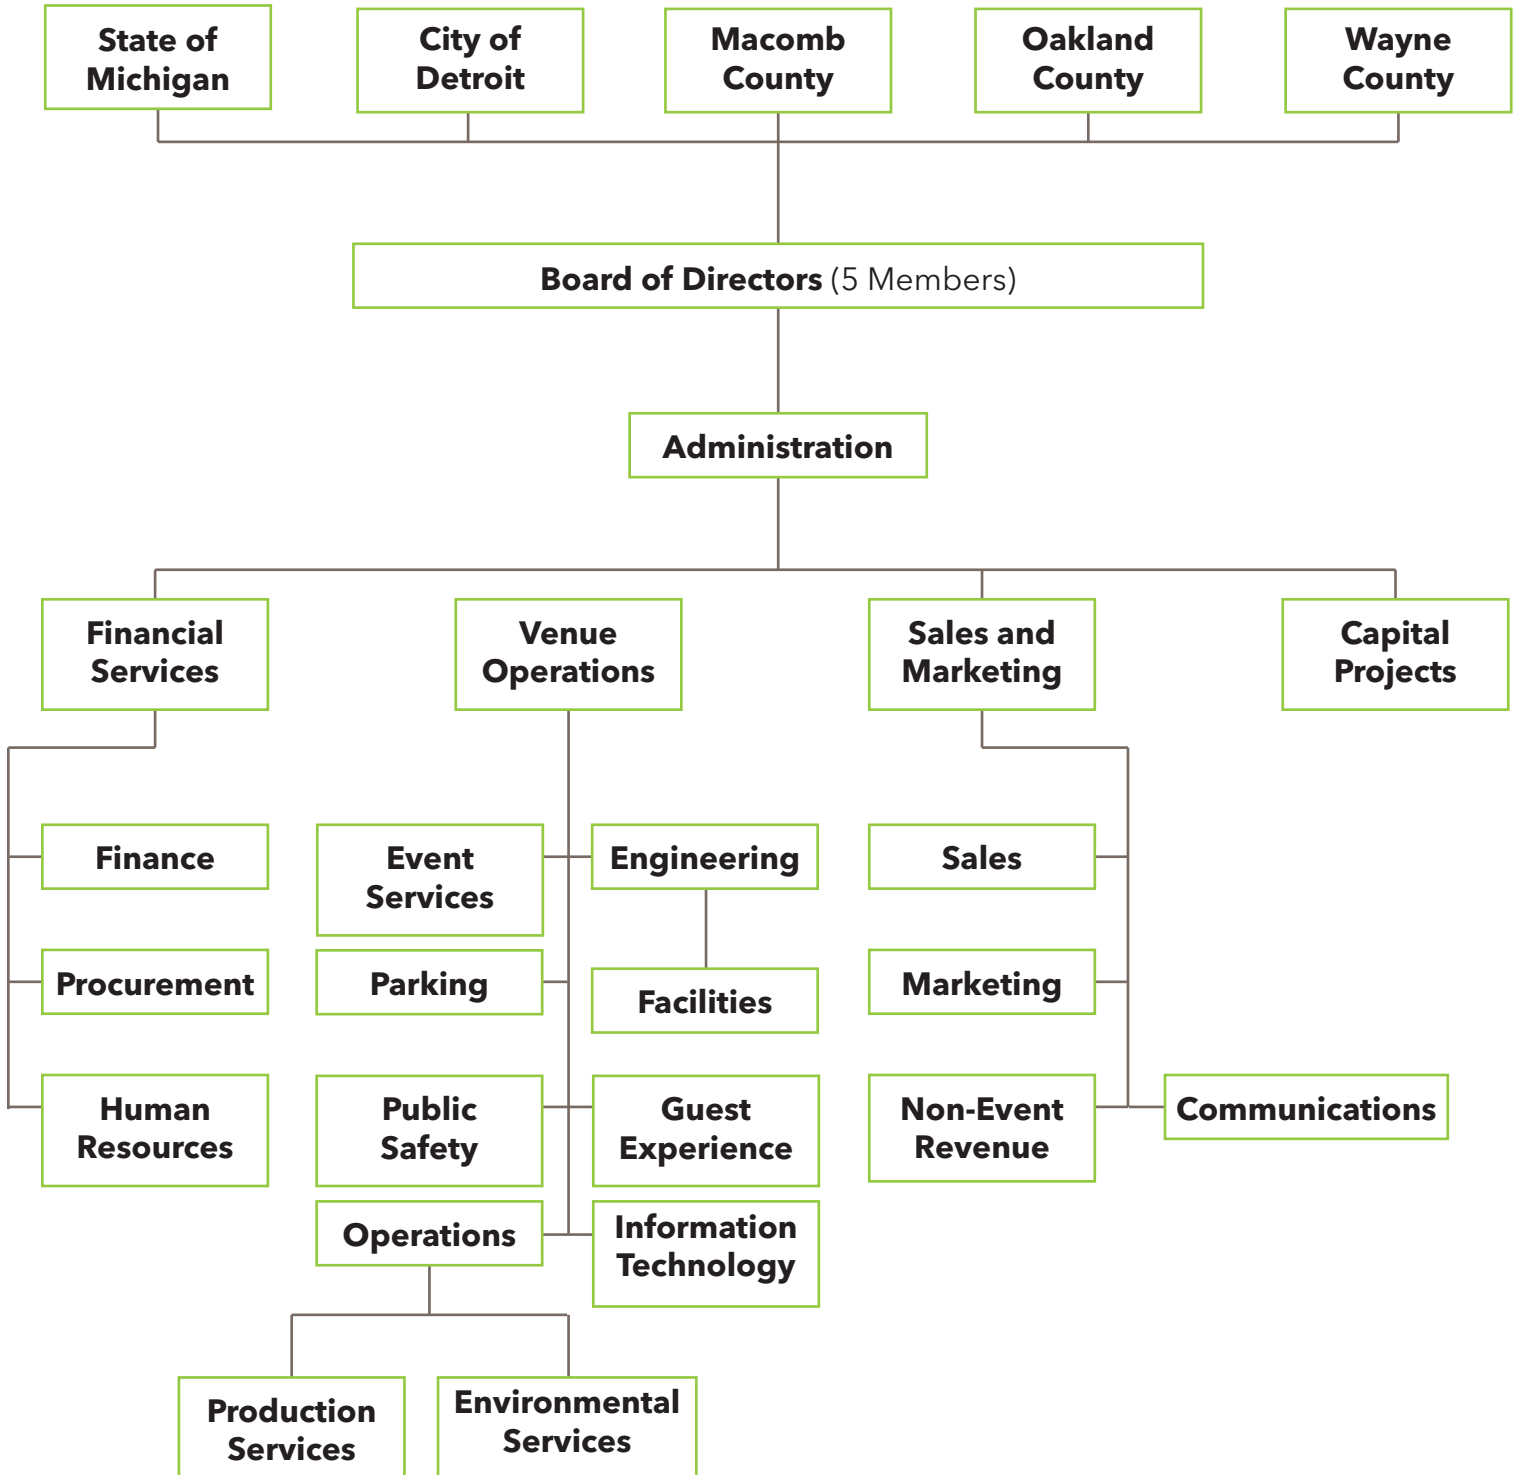 State of
Michigan
City of
Detroit
Macomb
County
Oakland
County
Wayne
County
Board of Directors (5 Members)
Administration
Financial
Services
Venue
Operations
Sales and
Marketing
Capital
Projects
Finance
Event
Services
Engineering
Sales
Procurement
Parking
Facilities
Marketing
Human
Resources
Public
Safety
Guest
Experience
Non-Event
Revenue
Communications
Operations
Information
Technology
Production
Services
Environmental
Services